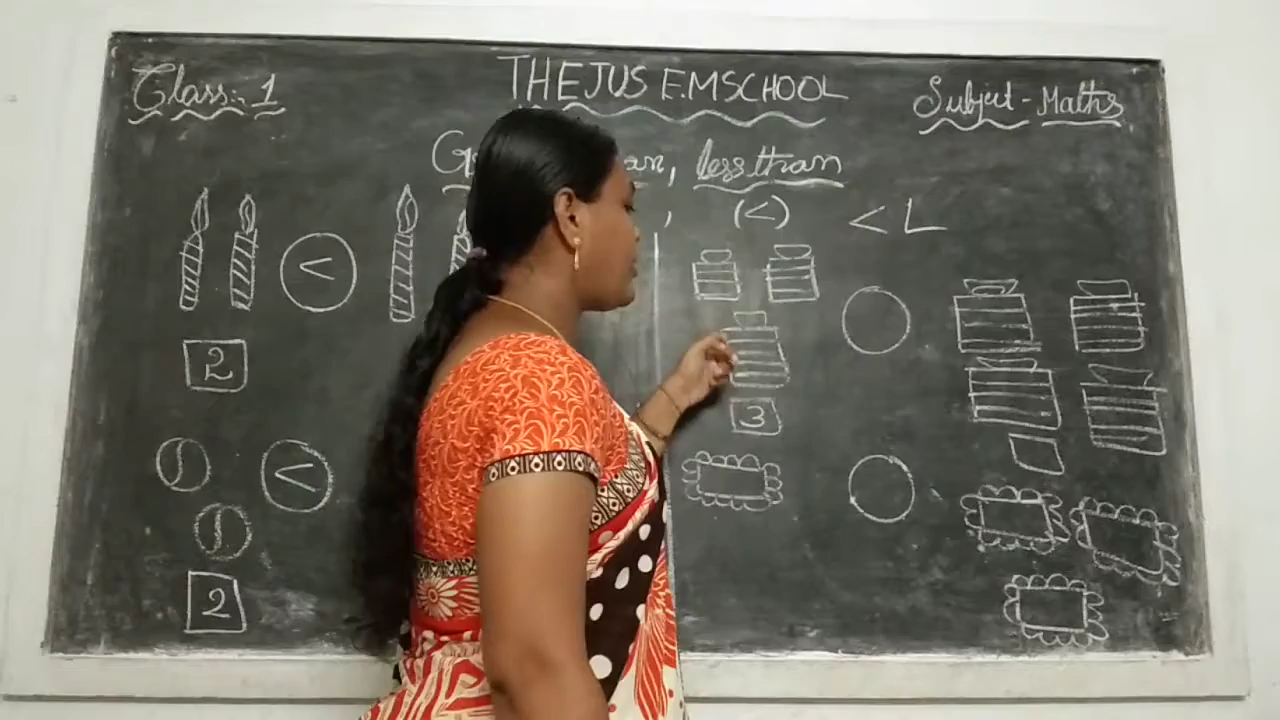 Class:- 1
THEJUS E.M SCHOOL
Subject - Maths
, less than
, (<) < L
<
2
3
<
2